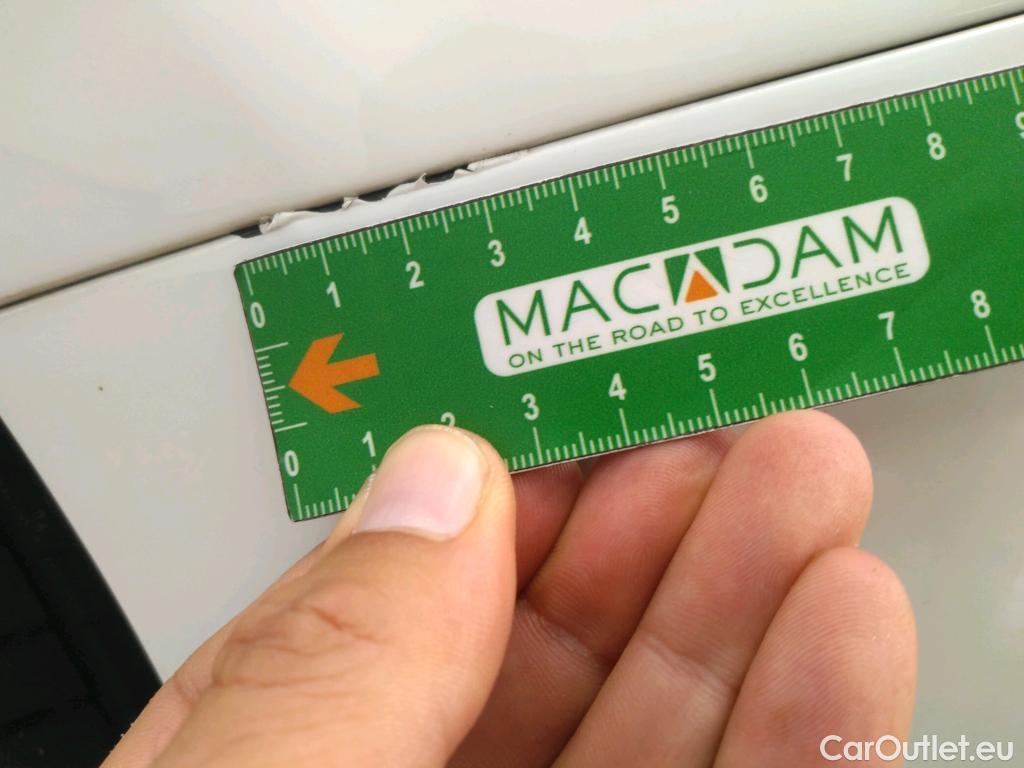 0 1 2 3 4 5 6 7 8 9
MACADAM
ON THE ROAD TO EXCELLENCE
0 1 2 3 4 5 6 7 8
CarOutlet.eu